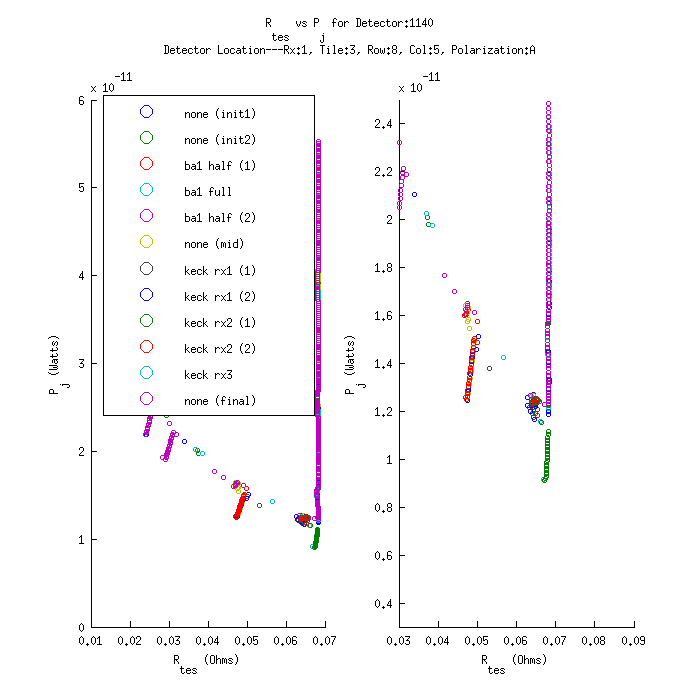 R    vs P  for Detector:1140
tes    j
Detector Location---Rx:1, Tile:3, Row:8, Col:5, Polarization:A
x 10-11
x 10-11
6
5
4
3
2
1
0
P j (Watts)
none (init1)
none (init2)
ba1 half (1)
ba1 full
ba1 half (2)
none (mid)
keck rx1 (1)
keck rx1 (2)
keck rx2 (1)
keck rx2 (2)
keck rx3
none (final)
0.01 0.02 0.03 0.04 0.05 0.06 0.07
R    (Ohms)
tes
2.4
2.2
2
1.8
1.6
1.4
1.2
1
0.8
0.6
0.4
P j (Watts)
0.03 0.04 0.05 0.06 0.07 0.08 0.09
R    (Ohms)
tes